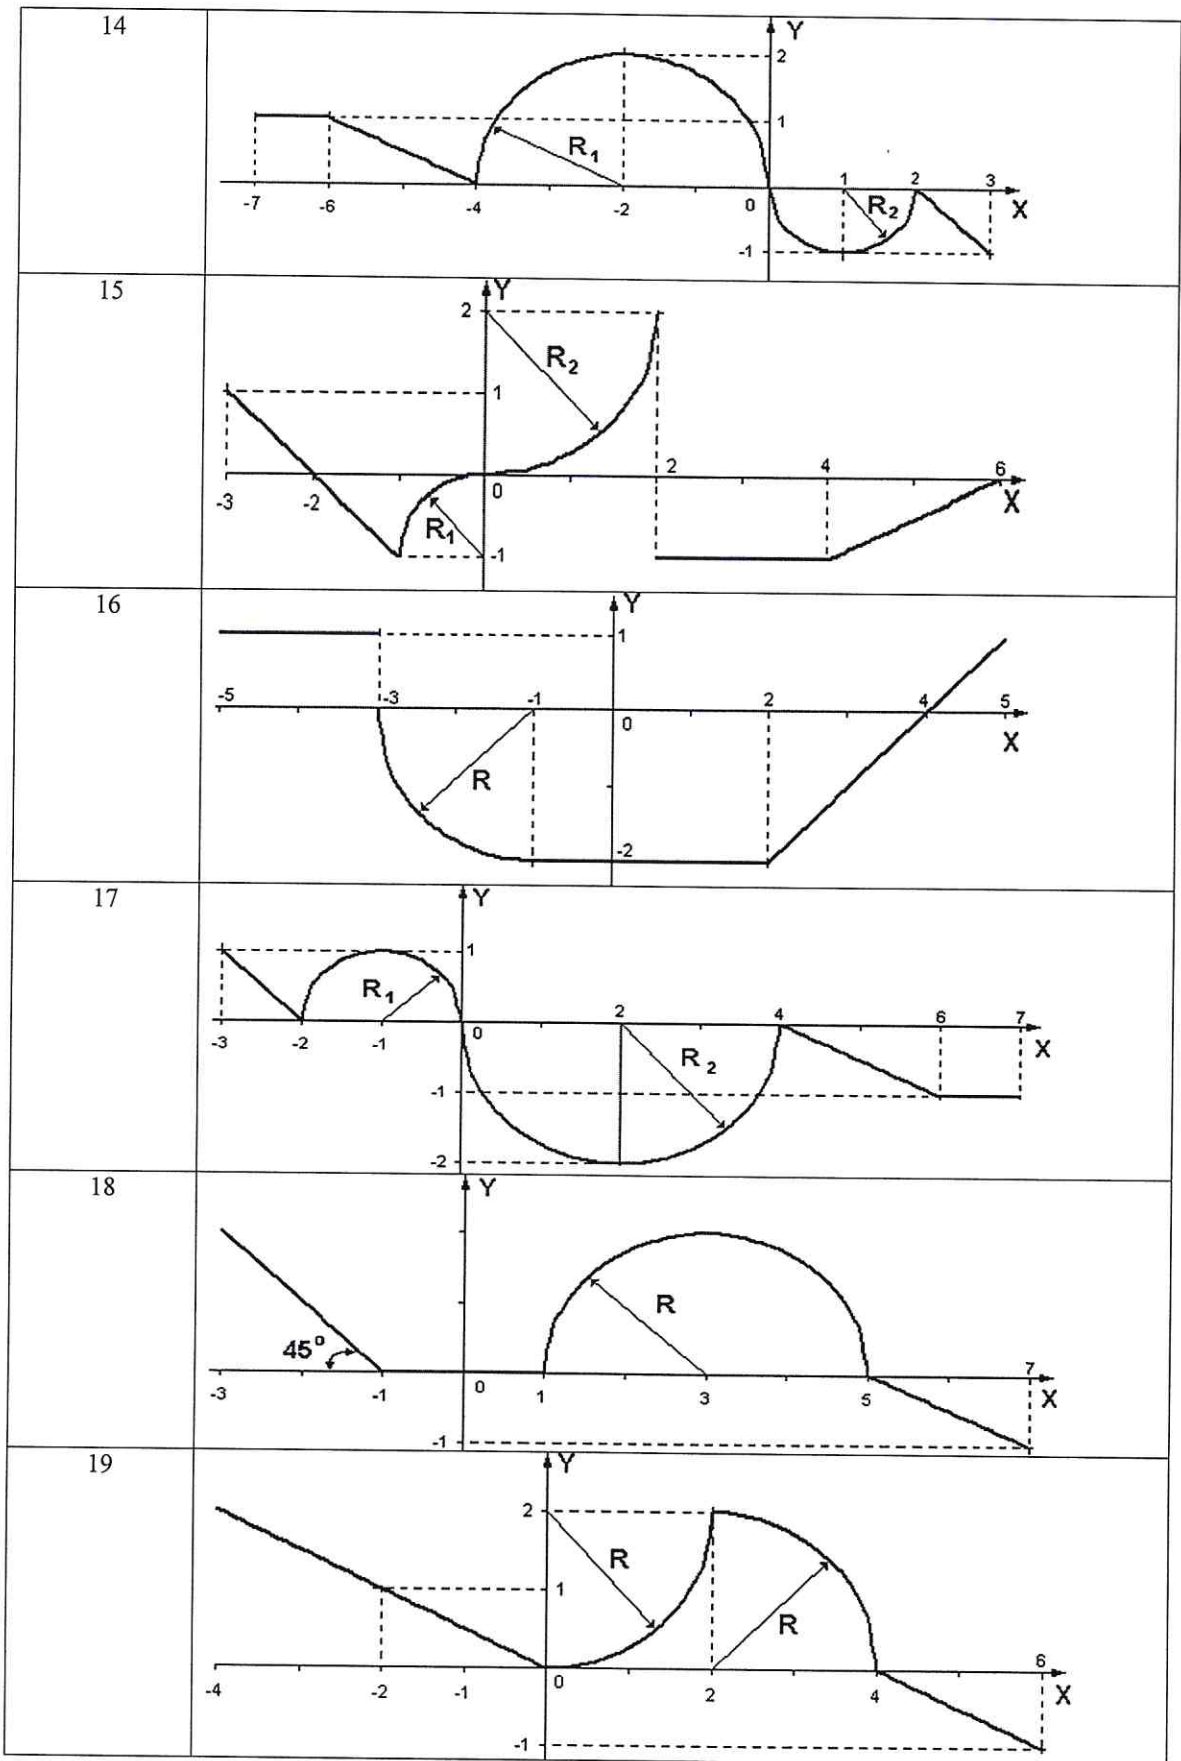 14
Y
2
1
R₁
-7 -6 -4 -2 0 1 2 3
R₂
X
-1
15
Y
2
R₂
1
-3 -2 0 2 4 6
X
R₁
-1
16
Y
1
-5 -3 -1 0 2 4 5
X
R
-2
17
Y
1
R₁
-3 -2 -1 0 2 4 6 7
X
R₂
-1
-2
18
Y
R
45°
-3 -1 0 1 3 5 7
X
-1
19
Y
2
R
1
R
-4 -2 -1 0 2 4 6
X
-1